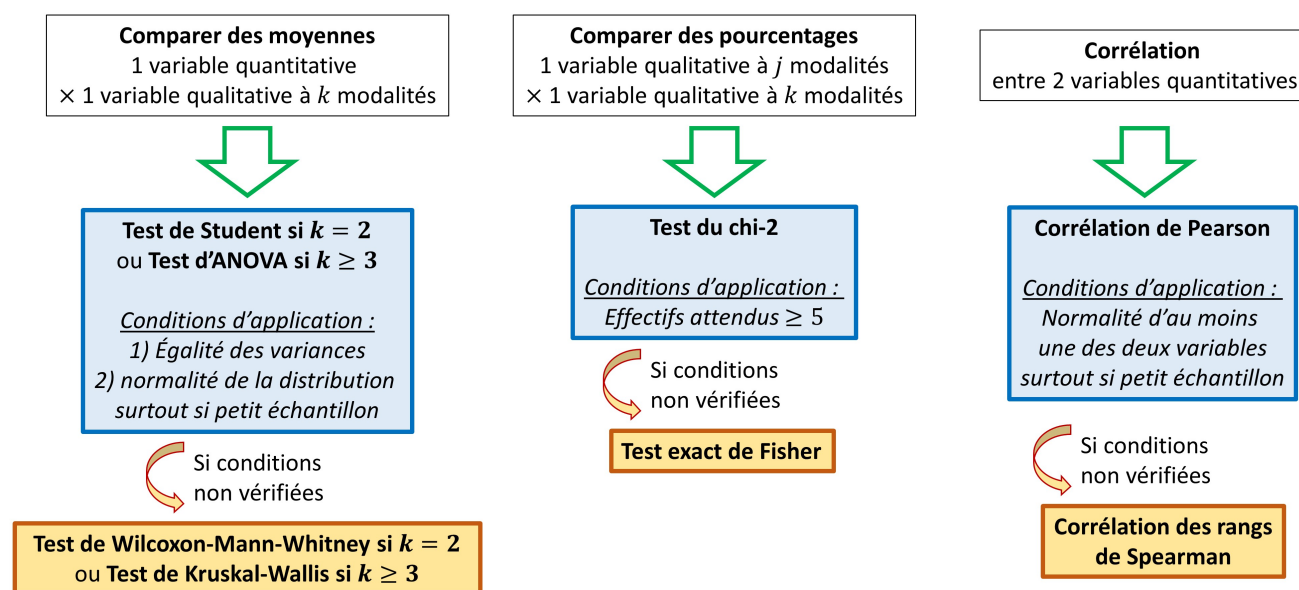 Comparer des moyennes
1 variable quantitative
× 1 variable qualitative à k modalités
Test de Student si k = 2
ou Test d’ANOVA si k ≥ 3
Conditions d’application :
1) Égalité des variances
2) normalité de la distribution
surtout si petit échantillon
Si conditions
non vérifiées
Test de Wilcoxon-Mann-Whitney si k = 2
ou Test de Kruskal-Wallis si k ≥ 3
Comparer des pourcentages
1 variable qualitative à j modalités
× 1 variable qualitative à k modalités
Test du chi-2
Conditions d’application :
Effectifs attendus ≥ 5
Si conditions
non vérifiées
Test exact de Fisher
Corrélation
entre 2 variables quantitatives
Corrélation de Pearson
Conditions d’application :
Normalité d’au moins
une des deux variables
surtout si petit échantillon
Si conditions
non vérifiées
Corrélation des rangs
de Spearman